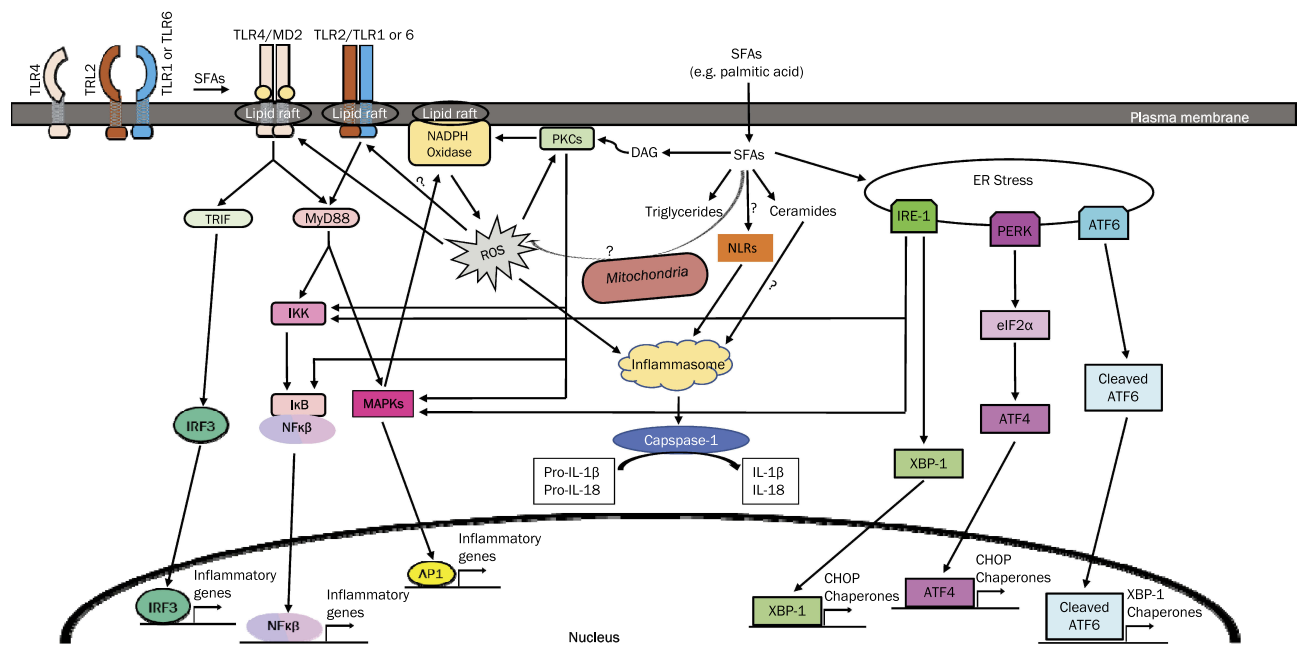 TLR4
TRL2
TLR1 or TLR6
SFAs
TLR4/MD2
TLR2/TLR1 or 6
SFAs
(e.g. palmitic acid)
Lipid raft
Lipid raft
Lipid raft
Plasma membrane
NADPH
Oxidase
PKCs
DAG
SFAs
ER Stress
?
TRIF
MyD88
Triglycerides
?
Ceramides
IRE-1
PERK
ATF6
ROS
?
NLRs
Mitochondria
?
IKK
eIF2α
Inflammasome
Cleaved
ATF6
IκB
NFκβ
MAPKs
IRF3
ATF4
Capspase-1
XBP-1
Pro-IL-1β
Pro-IL-18
IL-1β
IL-18
Inflammatory
genes
AP1
Inflammatory
genes
IRF3
Inflammatory
genes
NFκβ
CHOP
Chaperones
XBP-1
CHOP
Chaperones
ATF4
XBP-1
Chaperones
Cleaved
ATF6
Nucleus